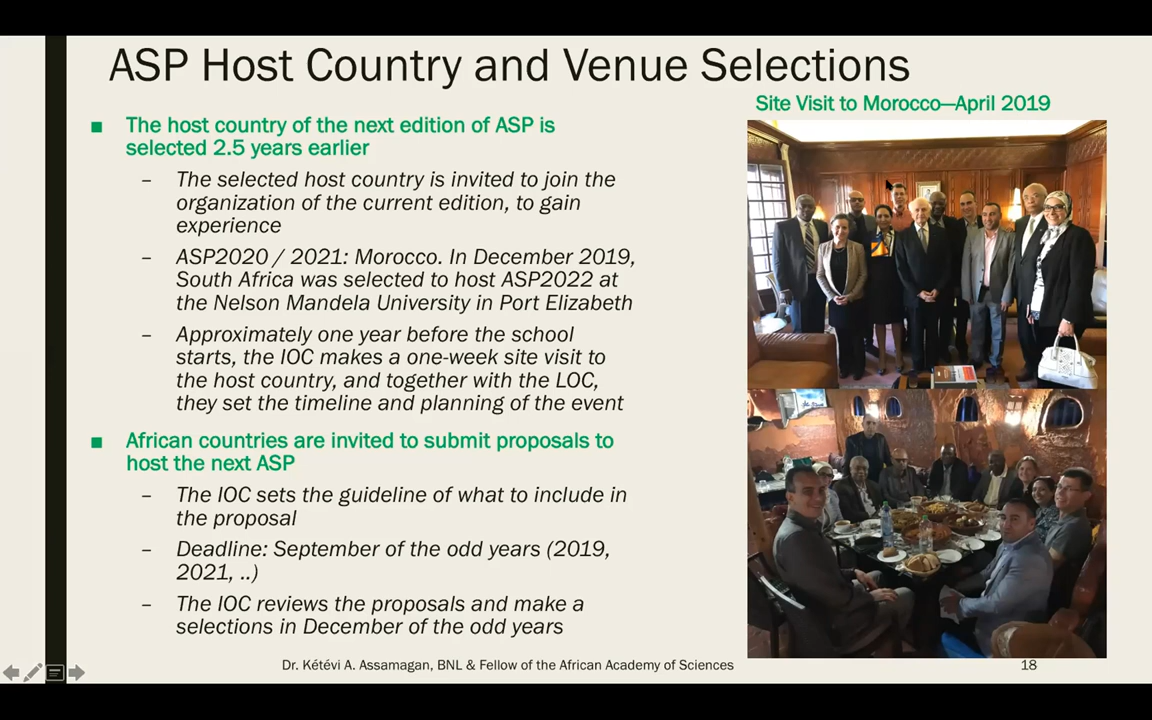 ASP Host Country and Venue Selections
Site Visit to Morocco—April 2019
■ The host country of the next edition of ASP is
selected 2.5 years earlier
– The selected host country is invited to join the
organization of the current edition, to gain
experience
– ASP2020 / 2021: Morocco. In December 2019,
South Africa was selected to host ASP2022 at
the Nelson Mandela University in Port Elizabeth
– Approximately one year before the school
starts, the IOC makes a one-week site visit to
the host country, and together with the LOC,
they set the timeline and planning of the event
■ African countries are invited to submit proposals to
host the next ASP
– The IOC sets the guideline of what to include in
the proposal
– Deadline: September of the odd years (2019,
2021, ..)
– The IOC reviews the proposals and make a
selections in December of the odd years
Dr. Kétévi A. Assamagan, BNL & Fellow of the African Academy of Sciences
18